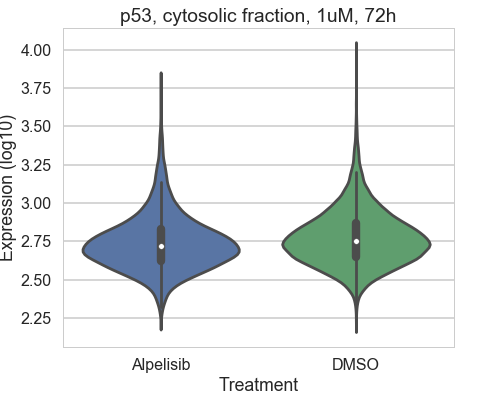 p53, cytosolic fraction, 1uM, 72h
Expression (log10)
4.00
3.75
3.50
3.25
3.00
2.75
2.50
2.25
Alpelisib
DMSO
Treatment